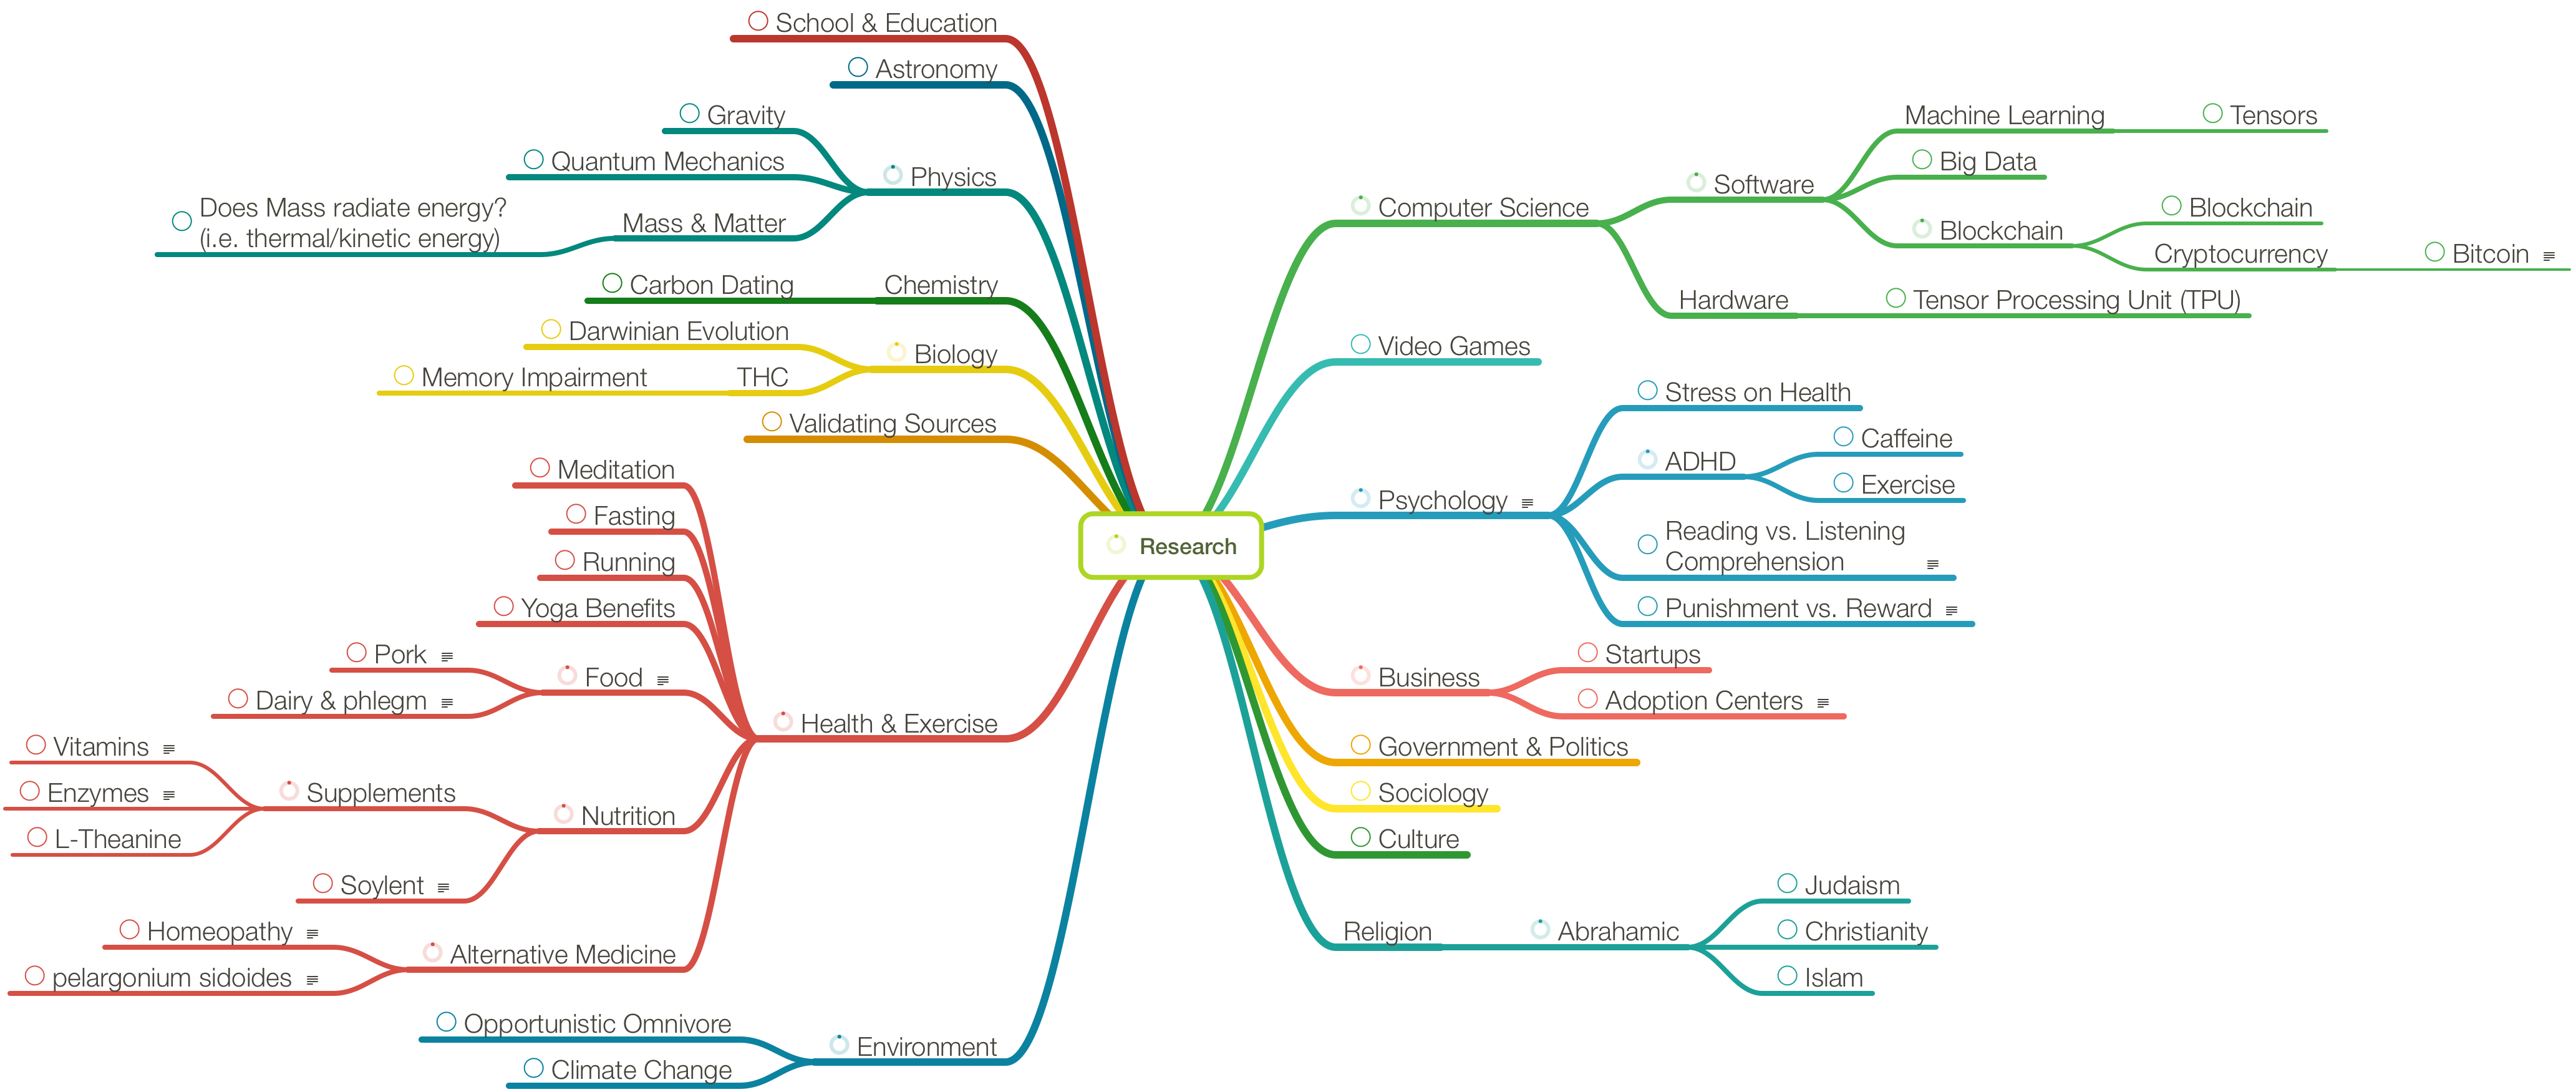 School & Education
Astronomy
Gravity
Quantum Mechanics
Physics
Does Mass radiate energy?
(i.e. thermal/kinetic energy)
Mass & Matter
Carbon Dating
Chemistry
Darwinian Evolution
Biology
Memory Impairment
THC
Validating Sources
Meditation
Fasting
Running
Yoga Benefits
Pork
Food
Dairy & phlegm
Health & Exercise
Vitamins
Enzymes
Supplements
L-Theanine
Nutrition
Soylent
Homeopathy
Alternative Medicine
pelargonium sidoides
Opportunistic Omnivore
Environment
Climate Change
Research
Computer Science
Software
Machine Learning
Tensors
Big Data
Blockchain
Blockchain
Cryptocurrency
Bitcoin
Hardware
Tensor Processing Unit (TPU)
Video Games
Psychology
Stress on Health
ADHD
Caffeine
Exercise
Reading vs. Listening
Comprehension
Punishment vs. Reward
Business
Startups
Adoption Centers
Government & Politics
Sociology
Culture
Religion
Abrahamic
Judaism
Christianity
Islam